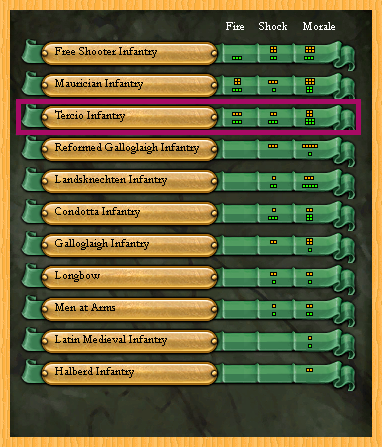 Fire Shock Morale
Free Shooter Infantry
Maurician Infantry
Tercio Infantry
Reformed Galloglaigh Infantry
Landsknechten Infantry
Condotta Infantry
Galloglaigh Infantry
Longbow
Men at Arms
Latin Medieval Infantry
Halberd Infantry